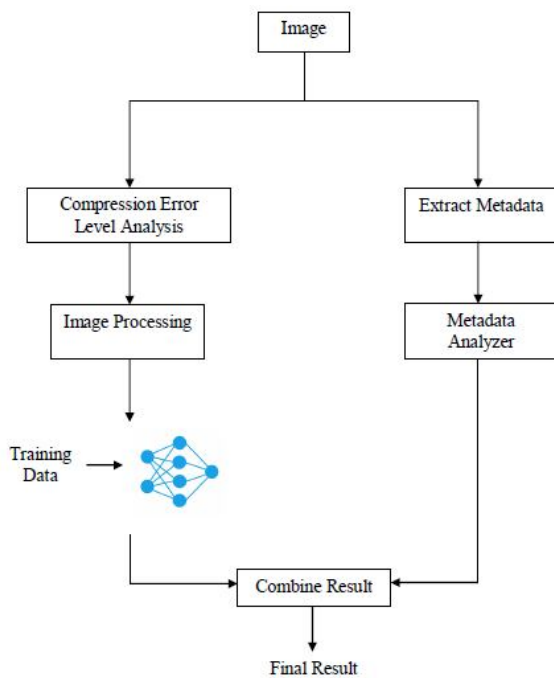 Image
Compression Error
Level Analysis
Extract Metadata
Image Processing
Metadata
Analyzer
Training
Data
Combine Result
Final Result